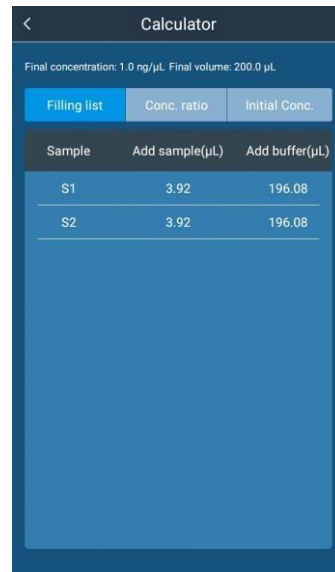 Calculator
Final concentration: 1.0 ng/µL Final volume: 200.0 µL
Filling list Conc. ratio Initial Conc.
Sample Add sample(µL) Add buffer(µL)
S1 3.92 196.08
S2 3.92 196.08